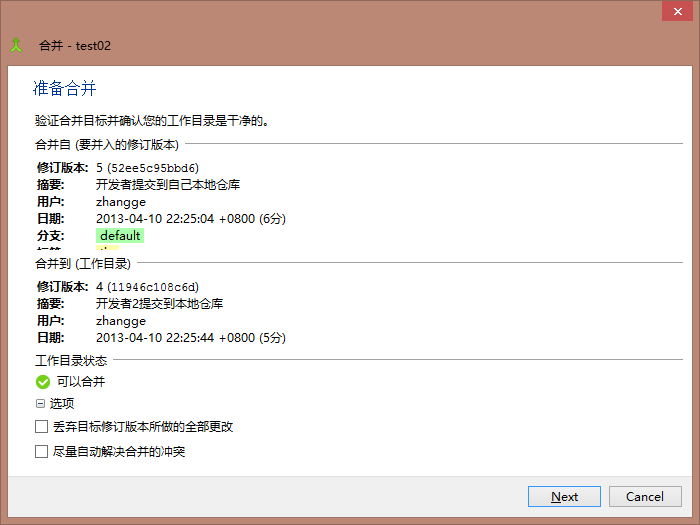 合并 - test02
准备合并
验证合并目标并确认您的工作目录是干净的。
合并自 (要并入的修订版本)
修订版本: 5 (52ee5c95bbd6)
摘要: 开发者提交到自己本地仓库
用户: zhangge
日期: 2013-04-10 22:25:04 +0800 (6分)
分支: default
合并到 (工作目录)
修订版本: 4 (11946c108c6d)
摘要: 开发者2提交到本地仓库
用户: zhangge
日期: 2013-04-10 22:25:44 +0800 (5分)
工作目录状态
可以合并
选项
丢弃目标修订版本所做的全部更改
尽量自动解决合并的冲突
Next Cancel